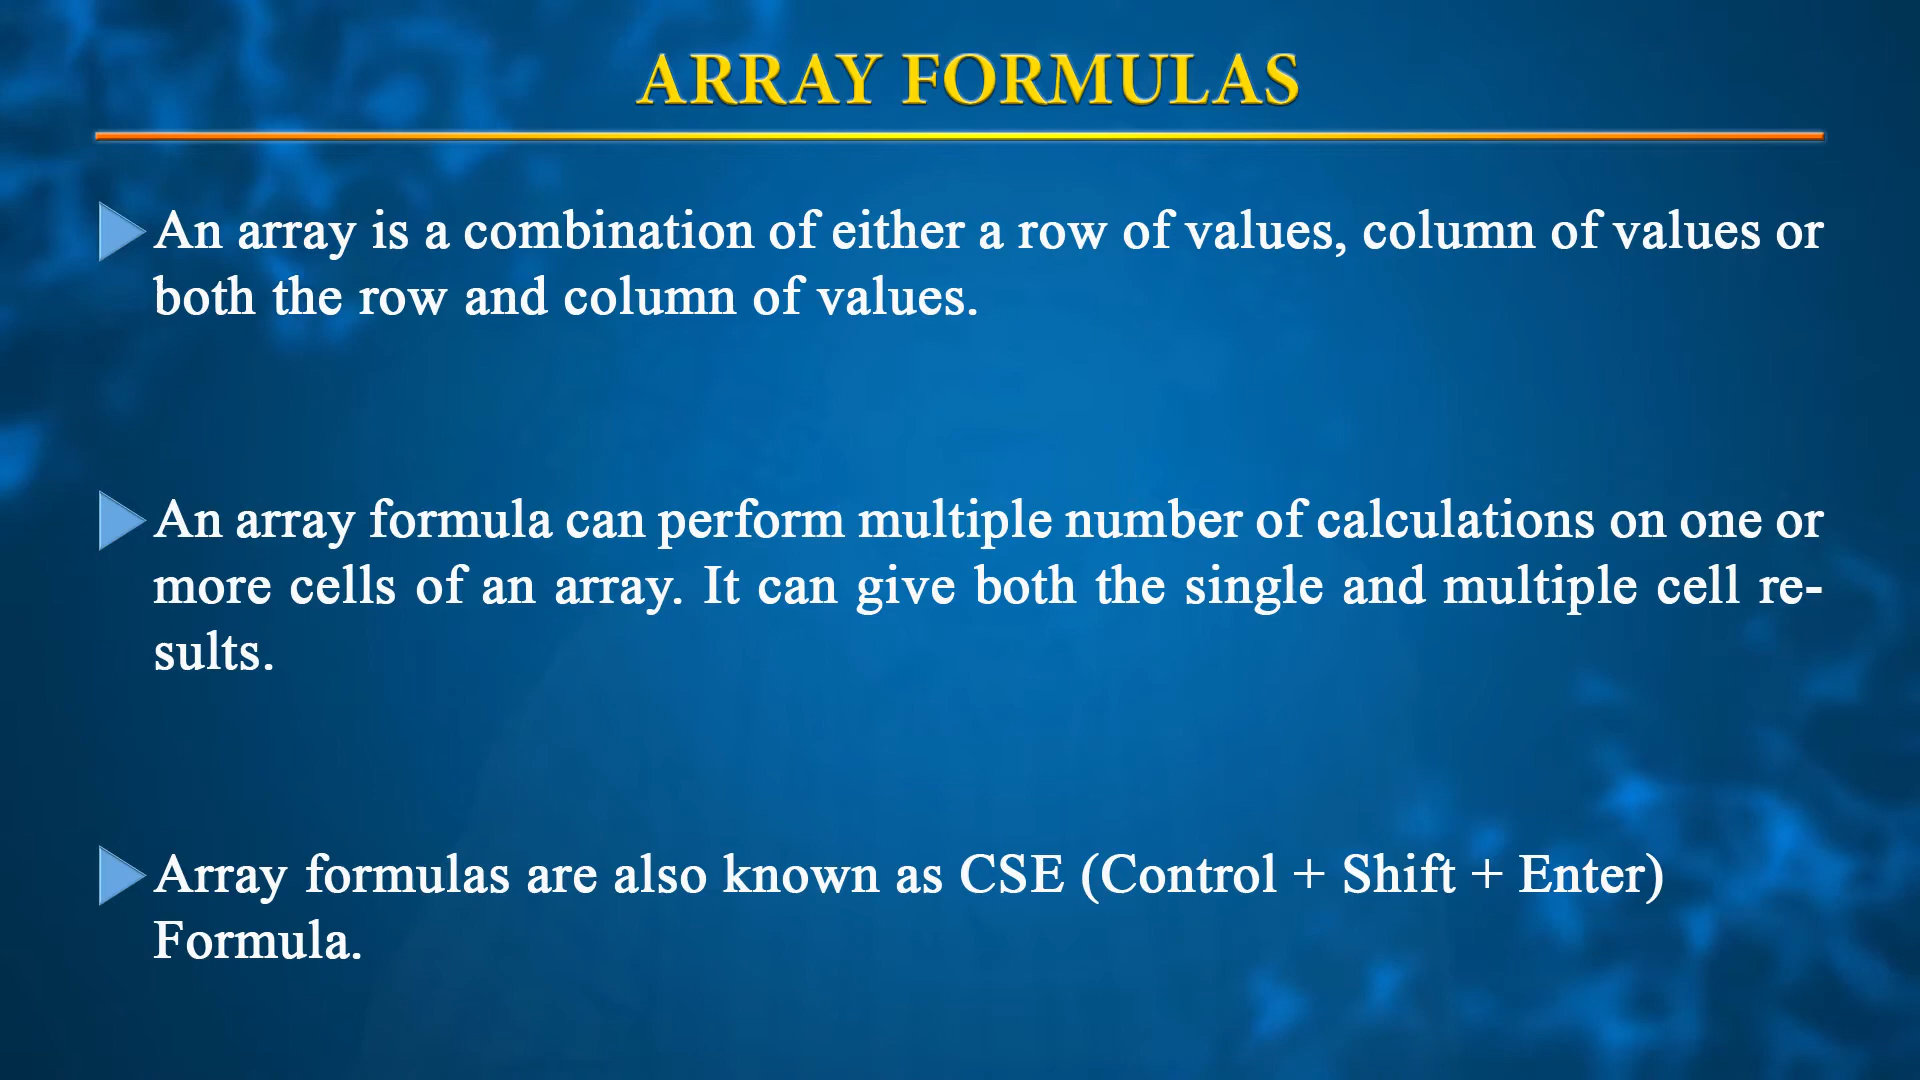 ARRAY FORMULAS
An array is a combination of either a row of values, column of values or
both the row and column of values.
An array formula can perform multiple number of calculations on one or
more cells of an array. It can give both the single and multiple cell re-
sults.
Array formulas are also known as CSE (Control + Shift + Enter)
Formula.